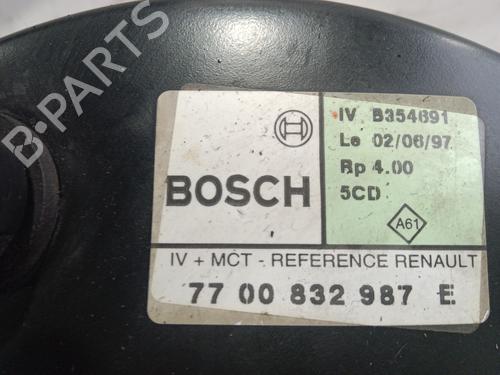 B-PARTS
BOSCH
IV B354691
Le 02/06/97
Rp 4.00
5CD
A61
IV + MCT - REFERENCE RENAULT
77 00 832 987 E